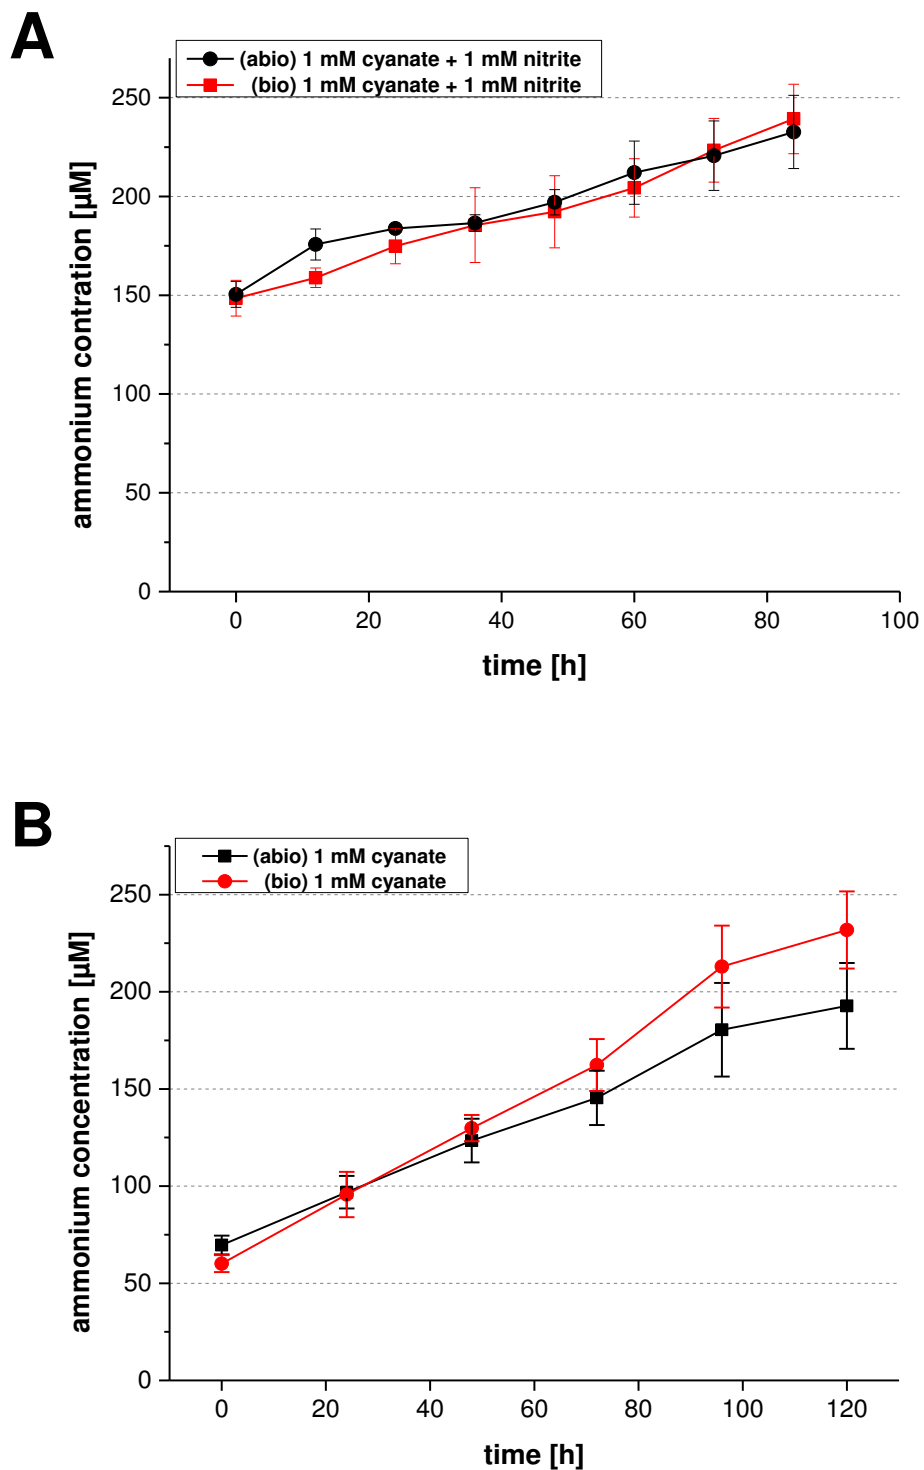 A
(abio) 1 mM cyanate + 1 mM nitrite
(bio) 1 mM cyanate + 1 mM nitrite
250
200
150
100
50
0
ammonium contration [µM]
0 20 40 60 80 100
time [h]
B
(abio) 1 mM cyanate
(bio) 1 mM cyanate
250
200
150
100
50
0
ammonium concentration [µM]
0 20 40 60 80 100 120
time [h]